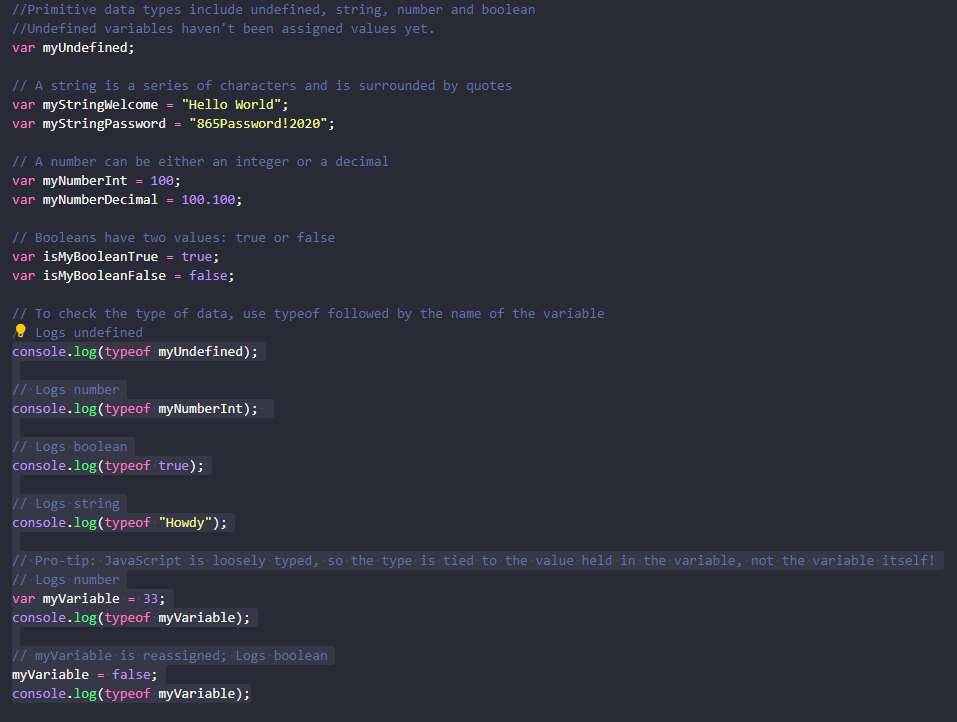 //Primitive data types include undefined, string, number and boolean
//Undefined variables haven't been assigned values yet.
var myUndefined;
// A string is a series of characters and is surrounded by quotes
var myStringWelcome = "Hello World";
var myStringPassword = "865Password!2020";
// A number can be either an integer or a decimal
var myNumberInt = 100;
var myNumberDecimal = 100.100;
// Booleans have two values: true or false
var isMyBooleanTrue = true;
var isMyBooleanFalse = false;
// To check the type of data, use typeof followed by the name of the variable
Logs undefined
console.log(typeof myUndefined);
// Logs number
console.log(typeof myNumberInt);
// Logs boolean
console.log(typeof true);
// Logs string
console.log(typeof "Howdy");
// Pro-tip: JavaScript is loosely typed, so the type is tied to the value held in the variable, not the variable itself!
// Logs number
var myVariable = 33;
console.log(typeof myVariable);
// myVariable is reassigned; Logs boolean
myVariable = false;
console.log(typeof myVariable);